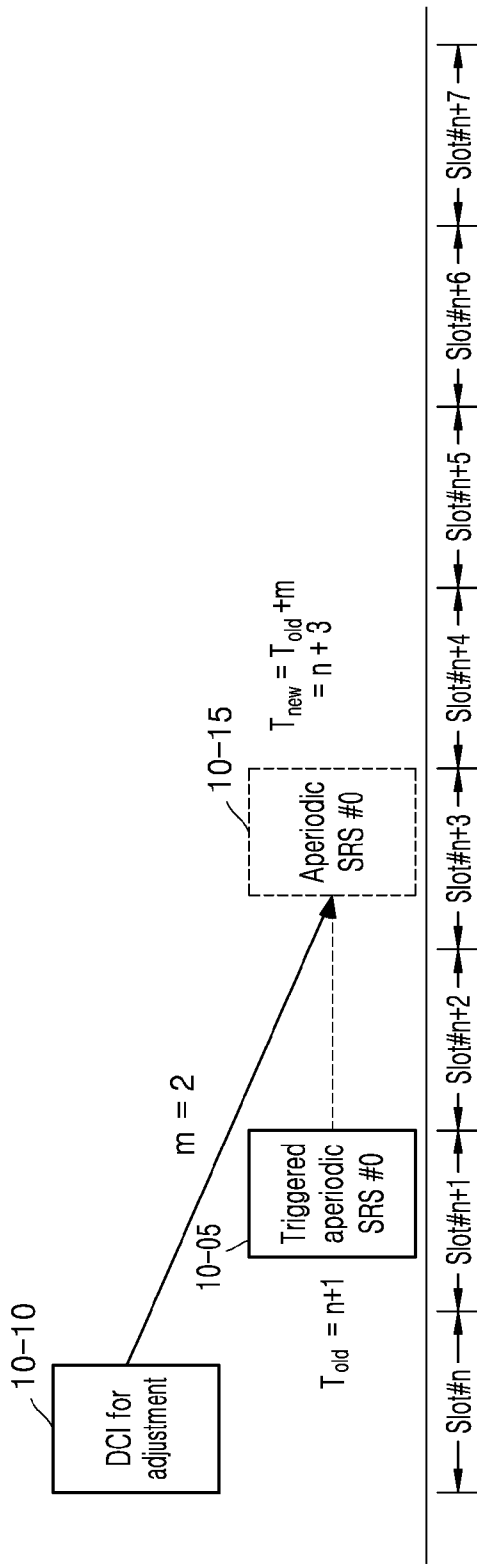 10-10
DCI for
adjustment
m = 2
10-05
Triggered
aperiodic
SRS #0
T_old = n+1
10-15
Aperiodic
SRS #0
T_new = T_old +m
= n + 3
Slot#n
Slot#n+1
Slot#n+2
Slot#n+3
Slot#n+4
Slot#n+5
Slot#n+6
Slot#n+7